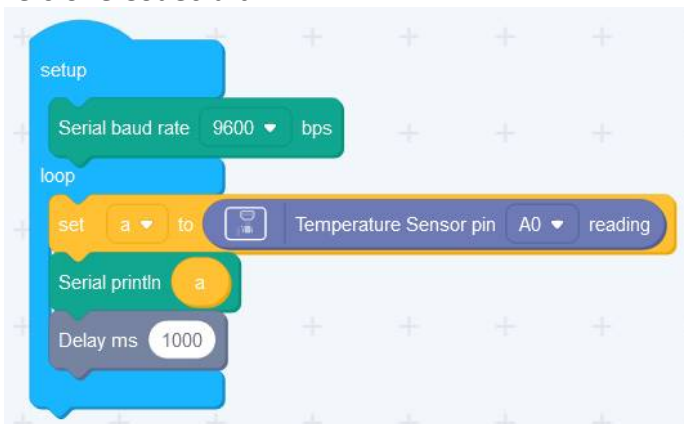 setup
Serial baud rate 9600 bps
loop
set a to Temperature Sensor pin A0 reading
Serial println a
Delay ms 1000